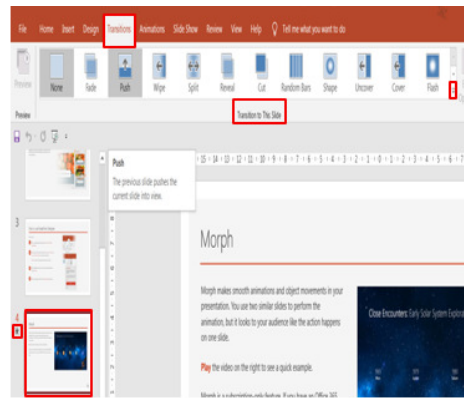 File Home Insert Design Transitions Animations Slide Show Review View Help Tell me what you want to do
Preview None Fade Push Wipe Split Reveal Cut Random Bars Shape Uncover Cover Flash
Preview Transition to This Slide
Push
The previous slide pushes the
current slide into view.
3
4
Morph
Morph makes smooth animations and object movements in your
presentation. You use two similar slides to perform the
animation, but it looks to your audience like the action happens
on one slide.
Play the video on the right to see a quick example.
Morph is a subscription-only feature. If you have an Office 365
Close Encounters: Early Solar System Explora